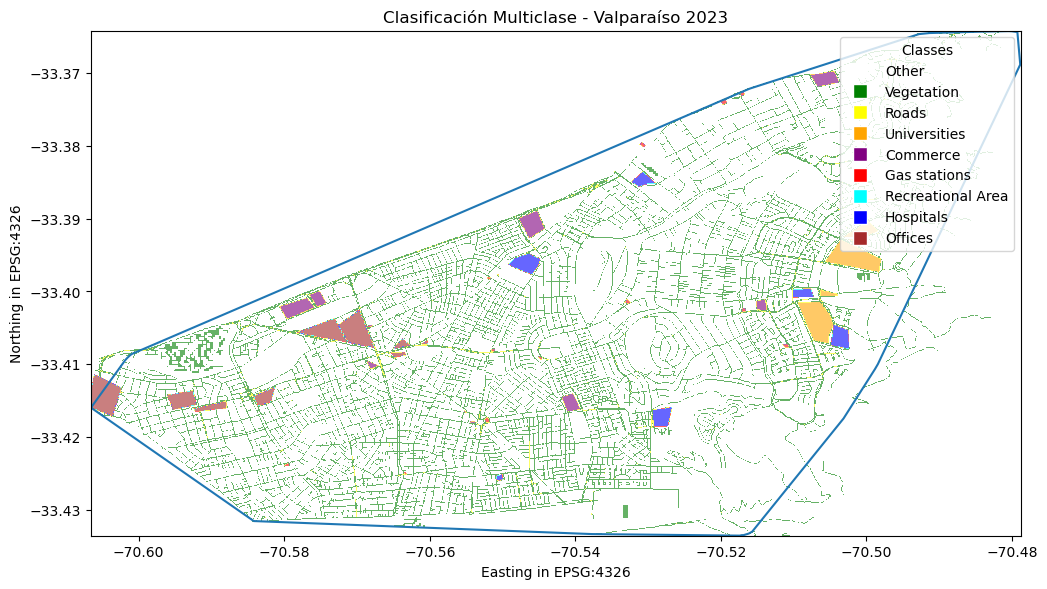 Clasificación Multiclase - Valparaíso 2023
Classes
Other
Vegetation
Roads
Universities
Commerce
Gas stations
Recreational Area
Hospitals
Offices
Northing in EPSG:4326
−33.37
−33.38
−33.39
−33.40
−33.41
−33.42
−33.43
−70.60
−70.58
−70.56
−70.54
−70.52
−70.50
−70.48
Easting in EPSG:4326